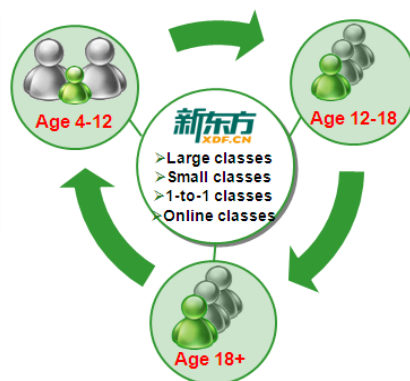 Age 4-12
Age 12-18
新东方
XDF.CN
➢Large classes
➢Small classes
➢1-to-1 classes
➢Online classes
Age 18+